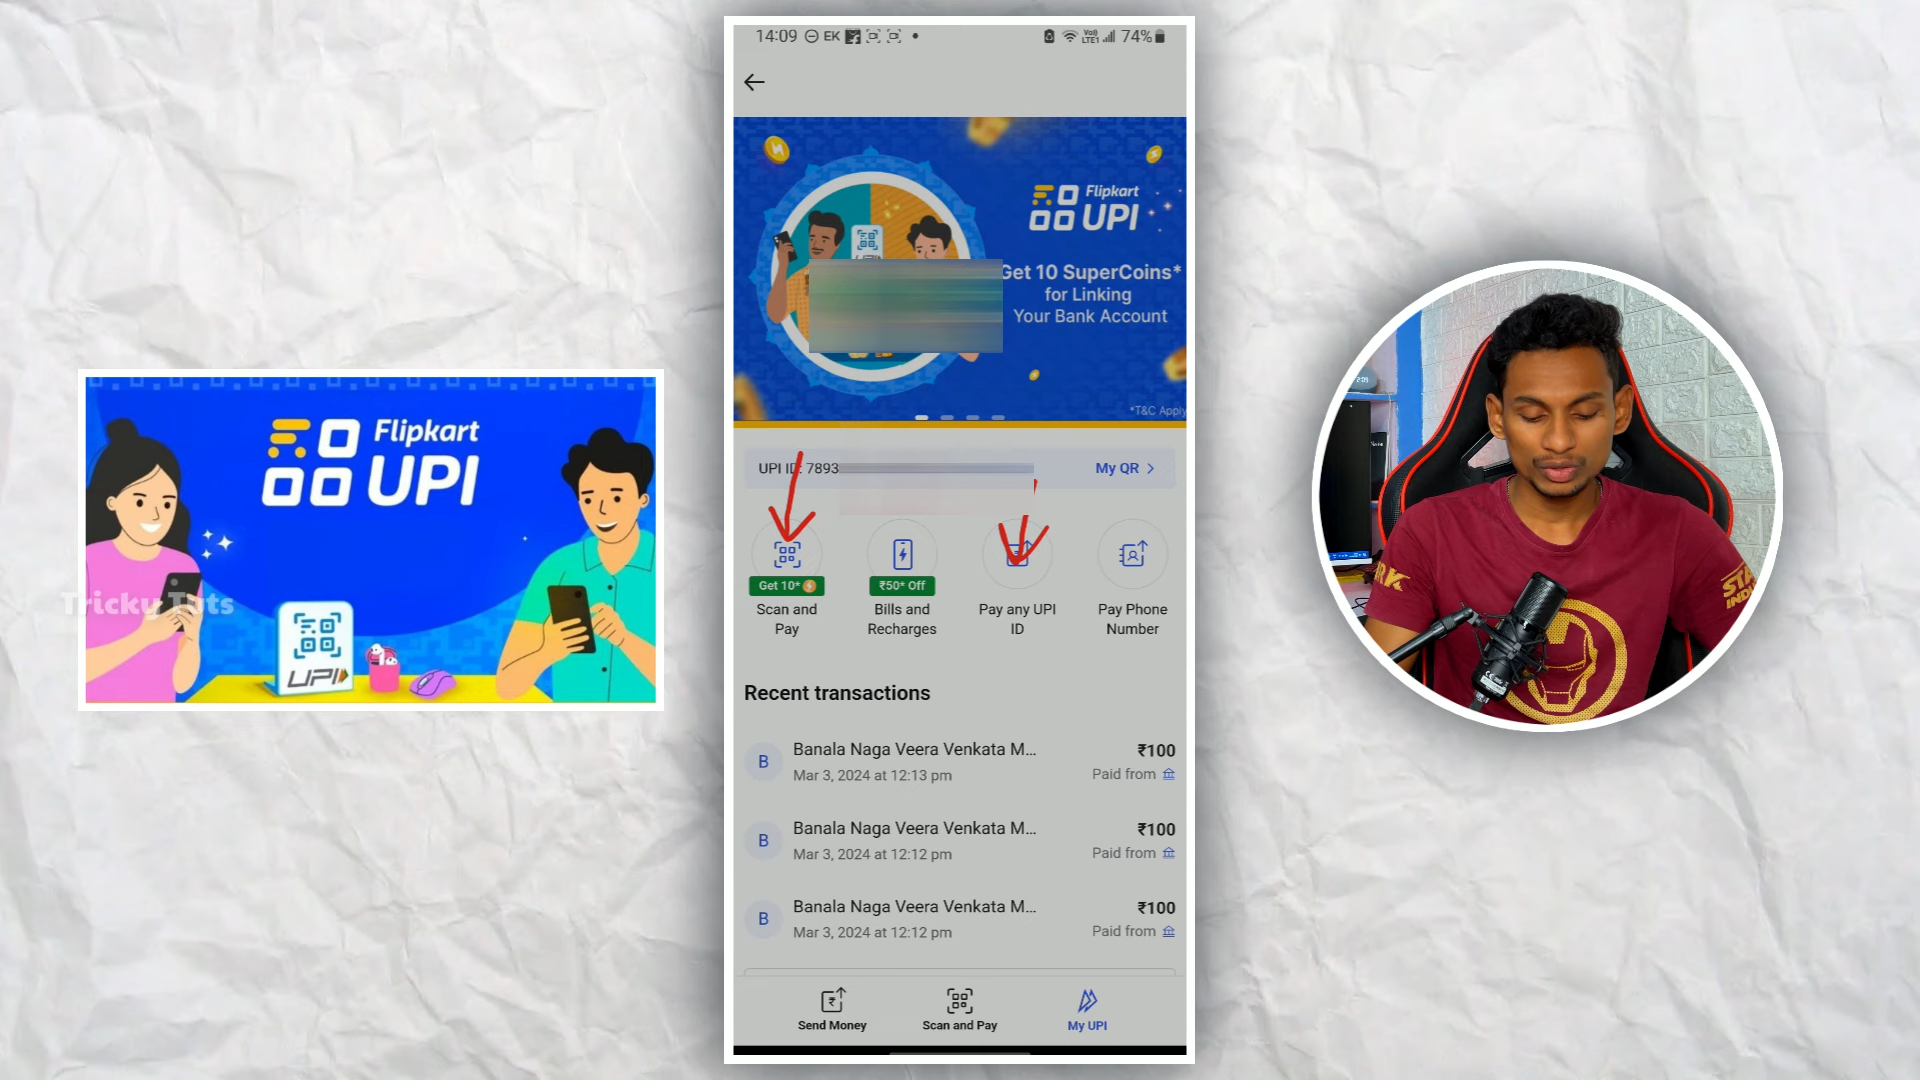 Flipkart
UPI
UPI
Tricky Tuts
14:09
EK
74%
Flipkart
UPI
Get 10 SuperCoins*
for Linking
Your Bank Account
*T&C Apply
UPI ID: 7893
My QR >
Get 10*
Scan and
Pay
₹50* Off
Bills and
Recharges
Pay any UPI
ID
Pay Phone
Number
Recent transactions
B
Banala Naga Veera Venkata M...
₹100
Mar 3, 2024 at 12:13 pm
Paid from
B
Banala Naga Veera Venkata M...
₹100
Mar 3, 2024 at 12:12 pm
Paid from
B
Banala Naga Veera Venkata M...
₹100
Mar 3, 2024 at 12:12 pm
Paid from
Send Money
Scan and Pay
My UPI